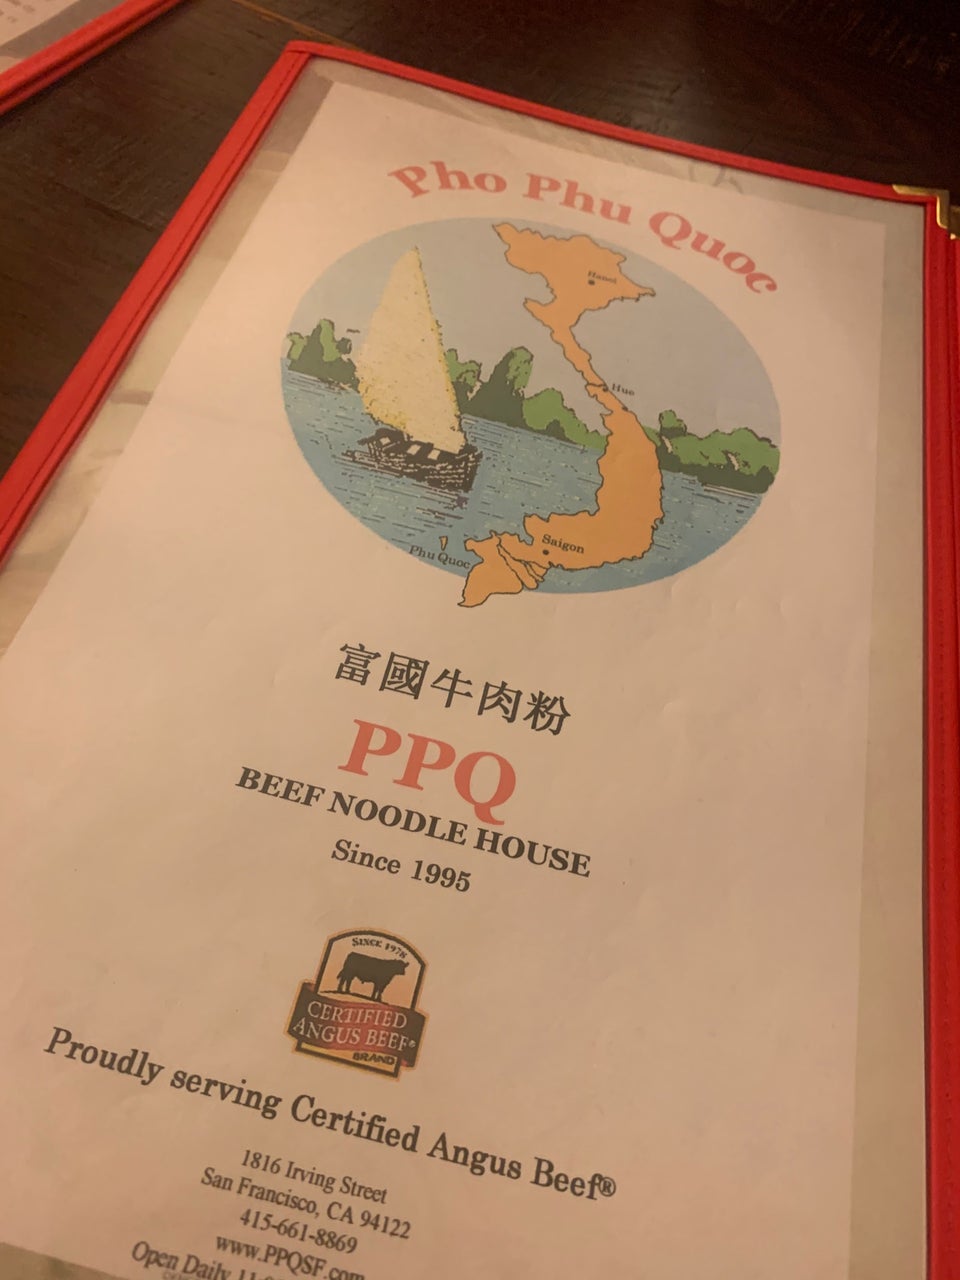 Pho Phu Quoc
Hanoi
Hue
Saigon
Phu Quoc
富國牛肉粉
PPQ
BEEF NOODLE HOUSE
Since 1995
SINCE 1978
CERTIFIED
ANGUS BEEF®
BRAND
Proudly serving Certified Angus Beef®
1816 Irving Street
San Francisco, CA 94122
415-661-8869
www.PPQSF.com
Open Daily